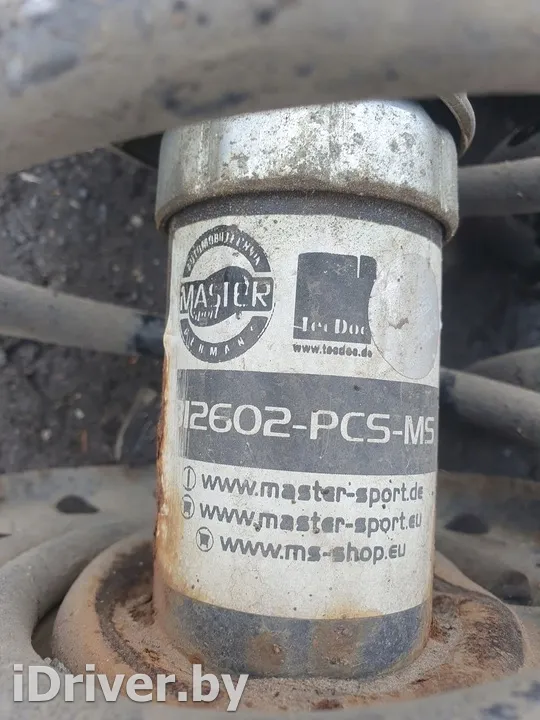 AUTOMOBILTECHNIK
MASTER
Sport
GERMANY
TecDoc
www.tecdoc.de
12602-PCS-MS
www.master-sport.de
www.master-sport.eu
www.ms-shop.eu
iDriver.by